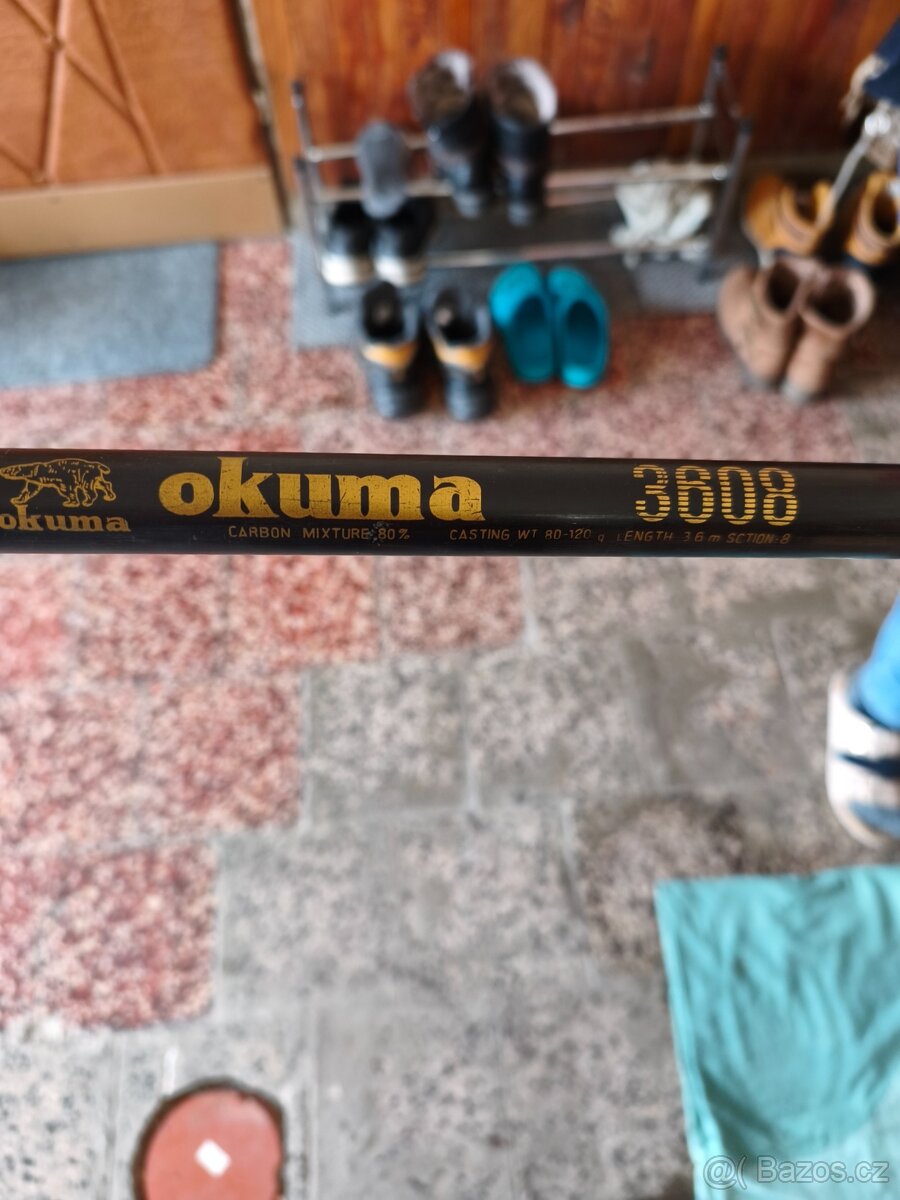 okuma
okuma 3608
CARBON MIXTURE 80% CASTING WT 80-120 g LENGTH 3.6 m SCTION-8
@( Bazos.cz